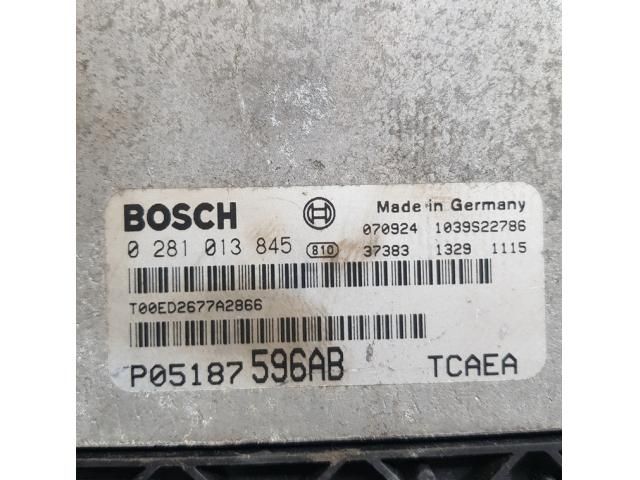 BOSCH Made in Germany
0 281 013 845 810 070924 1039S22786
37383 1329 1115
T00ED2677A2866
P05187596AB TCAEA